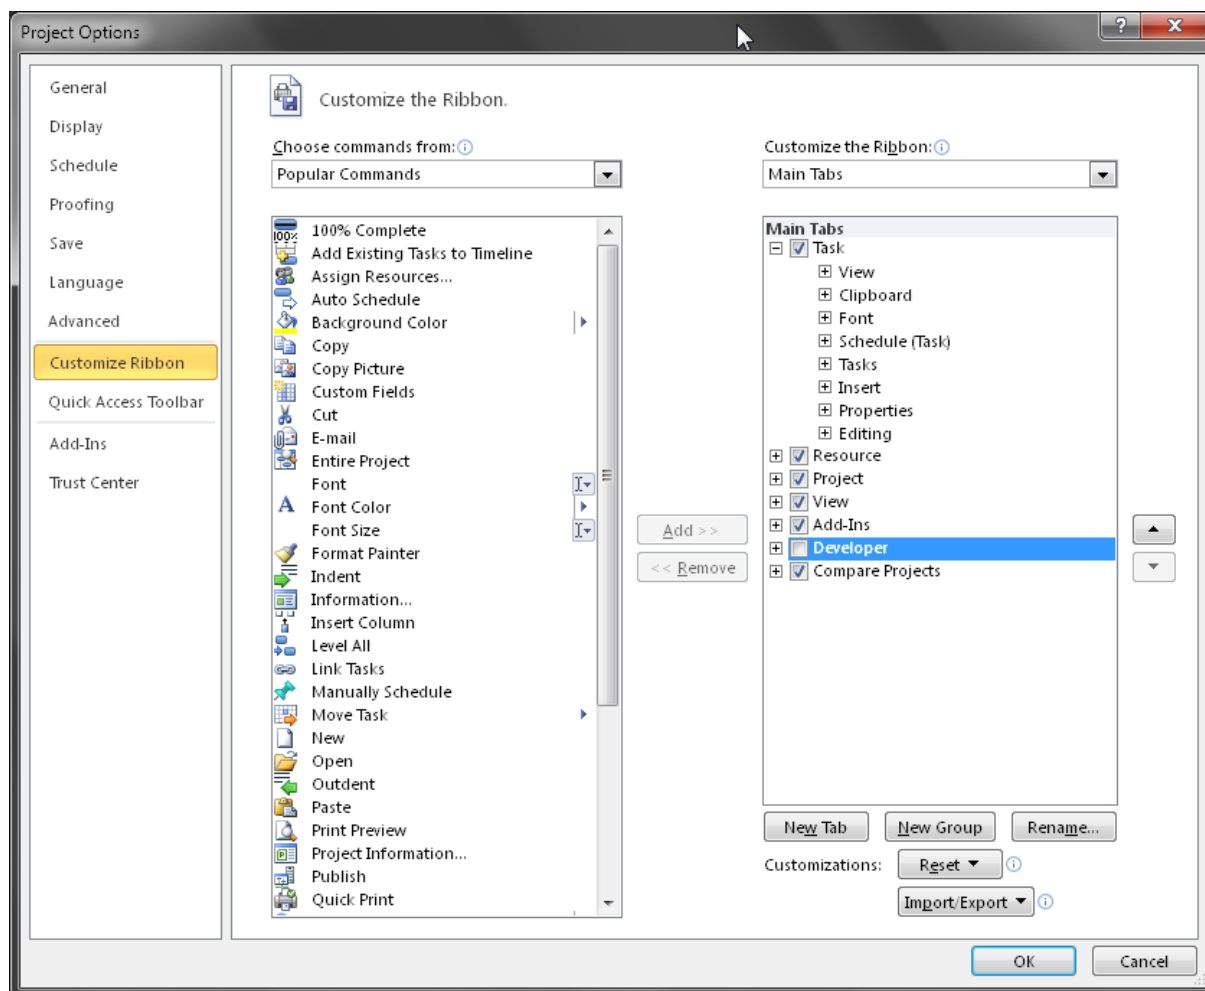 Project Options
?
General
Display
Schedule
Proofing
Save
Language
Advanced
Customize Ribbon
Quick Access Toolbar
Add-Ins
Trust Center
Customize the Ribbon.
Choose commands from:
Popular Commands
100% Complete
Add Existing Tasks to Timeline
Assign Resources...
Auto Schedule
Background Color
Copy
Copy Picture
Custom Fields
Cut
E-mail
Entire Project
Font
Font Color
Font Size
Format Painter
Indent
Information...
Insert Column
Level All
Link Tasks
Manually Schedule
Move Task
New
Open
Outdent
Paste
Print Preview
Project Information...
Publish
Quick Print
Add >>
<< Remove
Customize the Ribbon:
Main Tabs
Main Tabs
Task
View
Clipboard
Font
Schedule (Task)
Tasks
Insert
Properties
Editing
Resource
Project
View
Add-Ins
Developer
Compare Projects
New Tab
New Group
Rename...
Customizations:
Reset
Import/Export
OK
Cancel